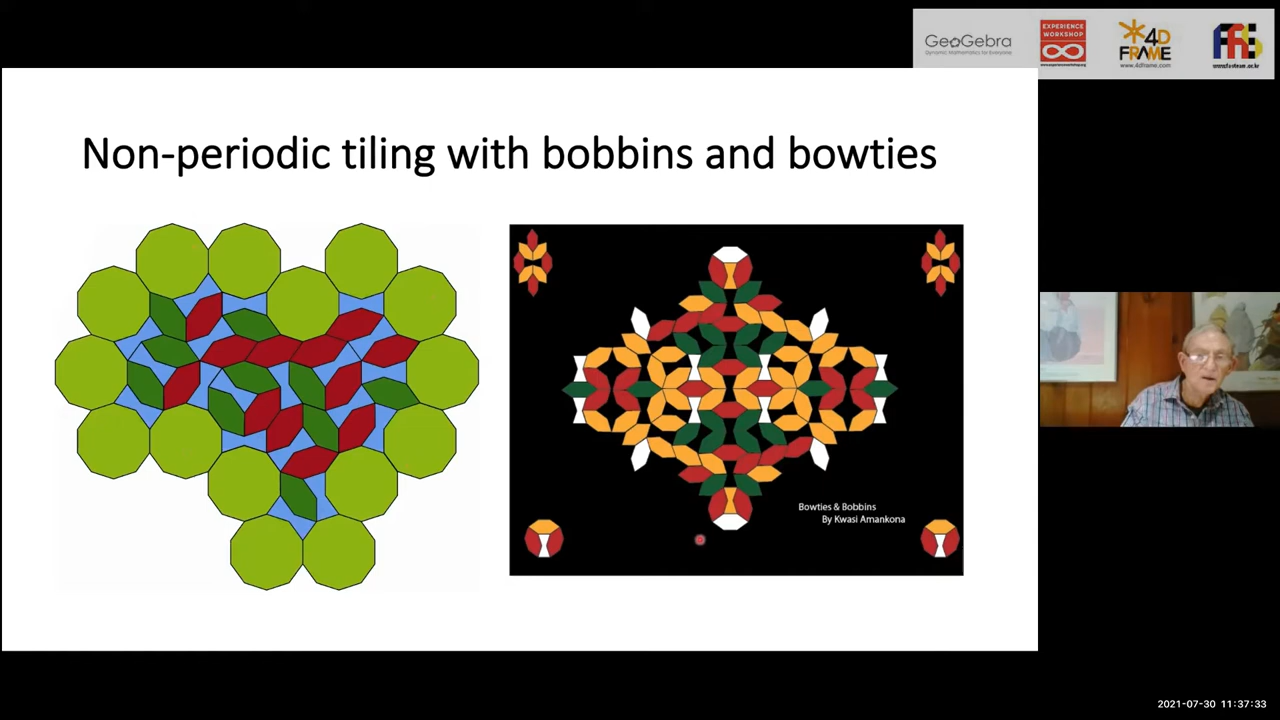 GeoGebra
Dynamic Mathematics for Everyone
EXPERIENCE
WORKSHOP
4D
FRAME
www.4dframe.com
Non-periodic tiling with bobbins and bowties
Bowties & Bobbins
By Kwasi Amankona
2021-07-30 11:37:33